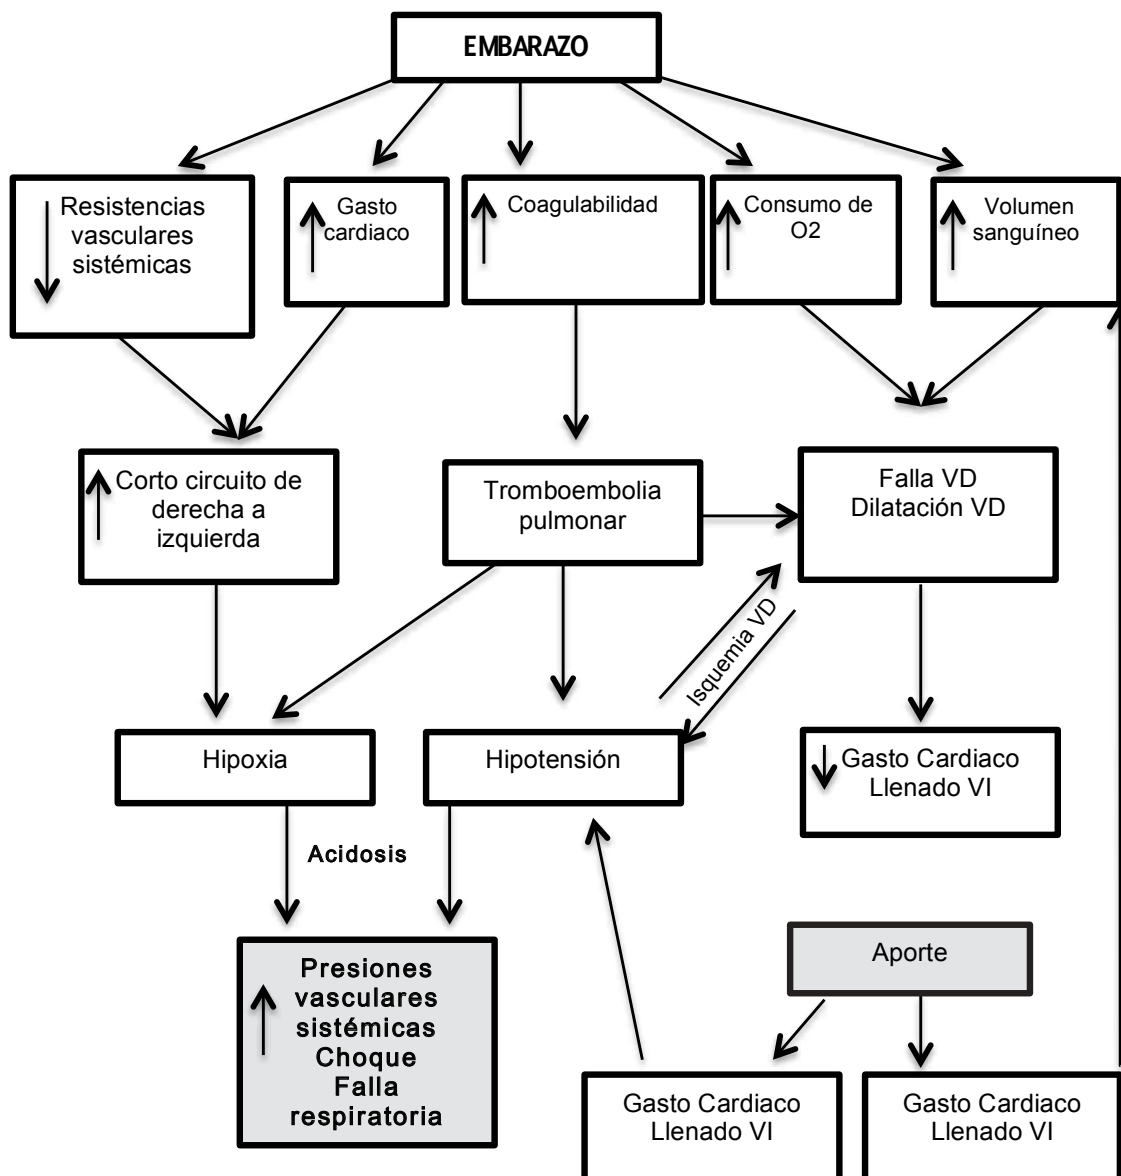 EMBARAZO
Resistencias
vasculares
sistémicas
Gasto
cardiaco
Coagulabilidad
Consumo de
O2
Volumen
sanguíneo
Corto circuito de
derecha a
izquierda
Tromboembolia
pulmonar
Falla VD
Dilatación VD
Isquemia VD
Hipoxia
Hipotensión
Gasto Cardiaco
Llenado VI
Acidosis
Presiones
vasculares
sistémicas
Choque
Falla
respiratoria
Aporte
Gasto Cardiaco
Llenado VI
Gasto Cardiaco
Llenado VI